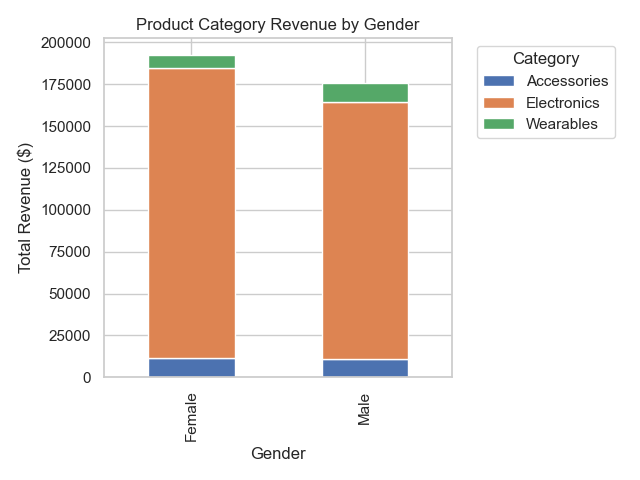 Product Category Revenue by Gender
Category
Accessories
Electronics
Wearables
Total Revenue ($)
200000
175000
150000
125000
100000
75000
50000
25000
0
Female
Male
Gender